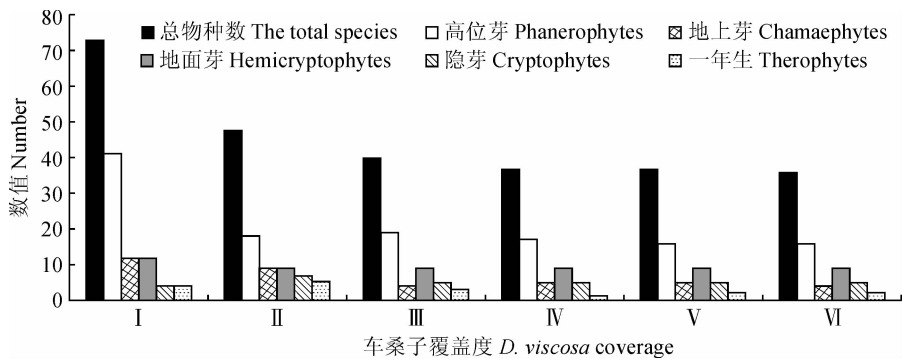 80
70
60
50
40
30
20
10
0
数值 Number
总物种数 The total species
高位芽 Phanerophytes
地上芽 Chamaephytes
地面芽 Hemicryptophytes
隐芽 Cryptophytes
一年生 Therophytes
Ⅰ Ⅱ Ⅲ Ⅳ Ⅴ Ⅵ
车桑子覆盖度 D. viscosa coverage